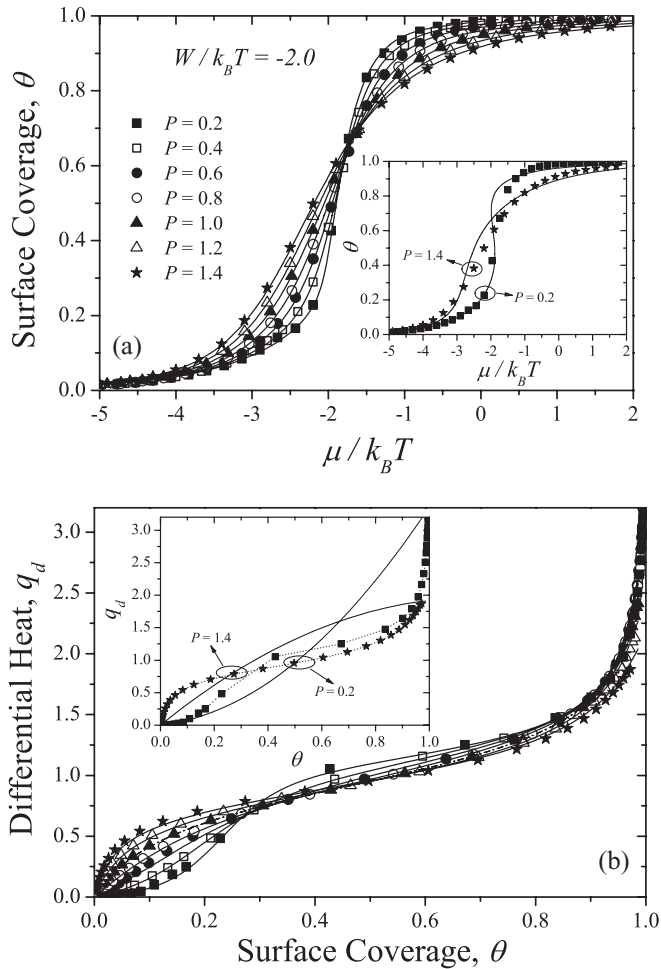 W / k_B T = -2.0
P = 0.2
P = 0.4
P = 0.6
P = 0.8
P = 1.0
P = 1.2
P = 1.4
(a)
Surface Coverage, θ
1.0
0.8
0.6
0.4
0.2
0.0
-5 -4 -3 -2 -1 0 1 2
μ / k_B T
θ
1.0
0.8
0.6
0.4
0.2
0.0
P = 1.4
P = 0.2
-5 -4 -3 -2 -1 0 1 2
μ / k_B T
Differential Heat, q_d
3.0
2.5
2.0
1.5
1.0
0.5
0.0
q_d
3.0
2.5
2.0
1.5
1.0
0.5
0.0
P = 1.4
P = 0.2
0.0 0.2 0.4 0.6 0.8 1.0
θ
(b)
0.0 0.2 0.4 0.6 0.8 1.0
Surface Coverage, θ